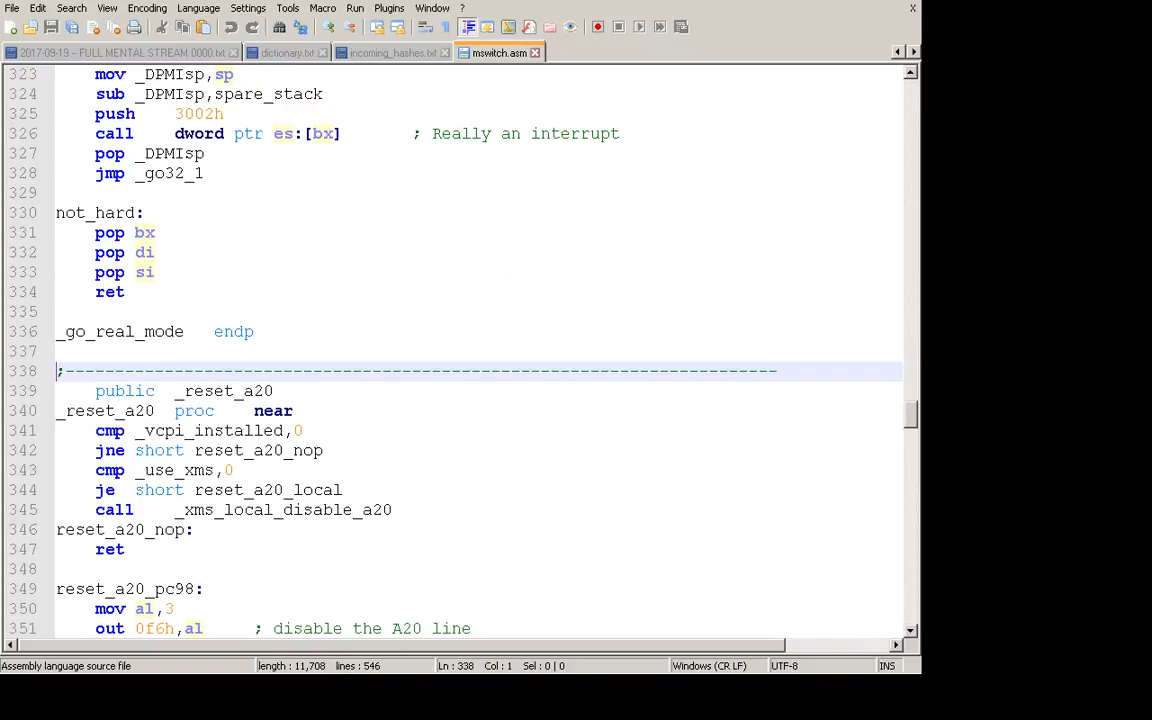 File Edit Search View Encoding Language Settings Tools Macro Run Plugins Window ? X
2017-09-19 – FULL MENTAL STREAM 0000.txt dictionary.txt incoming_hashes.txt mswitch.asm
323 mov _DPMIsp,sp
324 sub _DPMIsp,spare_stack
325 push 3002h
326 call dword ptr es:[bx] ; Really an interrupt
327 pop _DPMIsp
328 jmp _go32_1
329
330 not_hard:
331 pop bx
332 pop di
333 pop si
334 ret
335
336 _go_real_mode endp
337
338 ;------------------------------------------------------------------------
339 public _reset_a20
340 _reset_a20 proc near
341 cmp _vcpi_installed,0
342 jne short reset_a20_nop
343 cmp _use_xms,0
344 je short reset_a20_local
345 call _xms_local_disable_a20
346 reset_a20_nop:
347 ret
348
349 reset_a20_pc98:
350 mov al,3
351 out 0f6h,al ; disable the A20 line
Assembly language source file length : 11,708 lines : 546 Ln : 338 Col : 1 Sel : 0 | 0 Windows (CR LF) UTF-8 INS